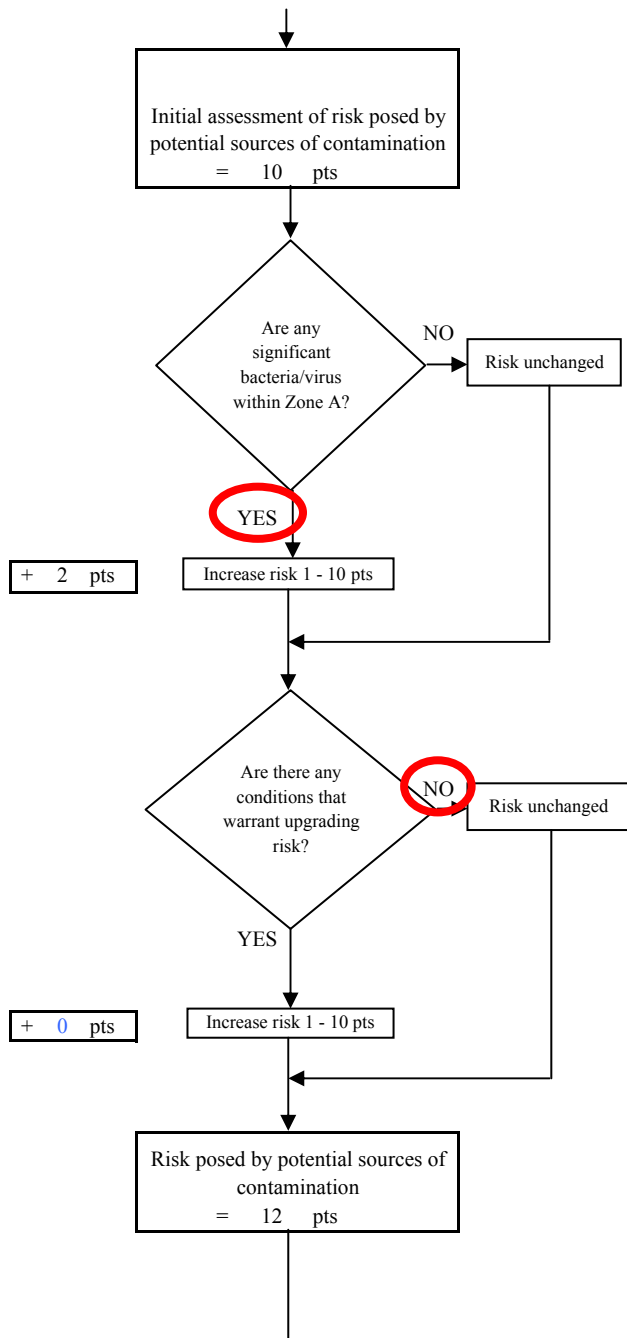 Initial assessment of risk posed by
potential sources of contamination
= 10 pts
Are any
significant
bacteria/virus
within Zone A?
NO
Risk unchanged
YES
+ 2 pts
Increase risk 1 - 10 pts
Are there any
conditions that
warrant upgrading
risk?
NO
Risk unchanged
YES
+ 0 pts
Increase risk 1 - 10 pts
Risk posed by potential sources of
contamination
= 12 pts